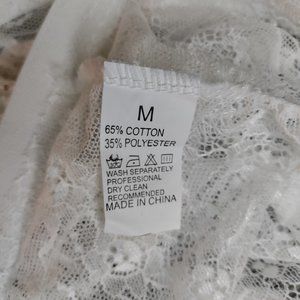 M
65% COTTON
35% POLYESTER
WASH SEPARATELY
PROFESSIONAL
DRY CLEAN
RECOMMENDED
MADE IN CHINA